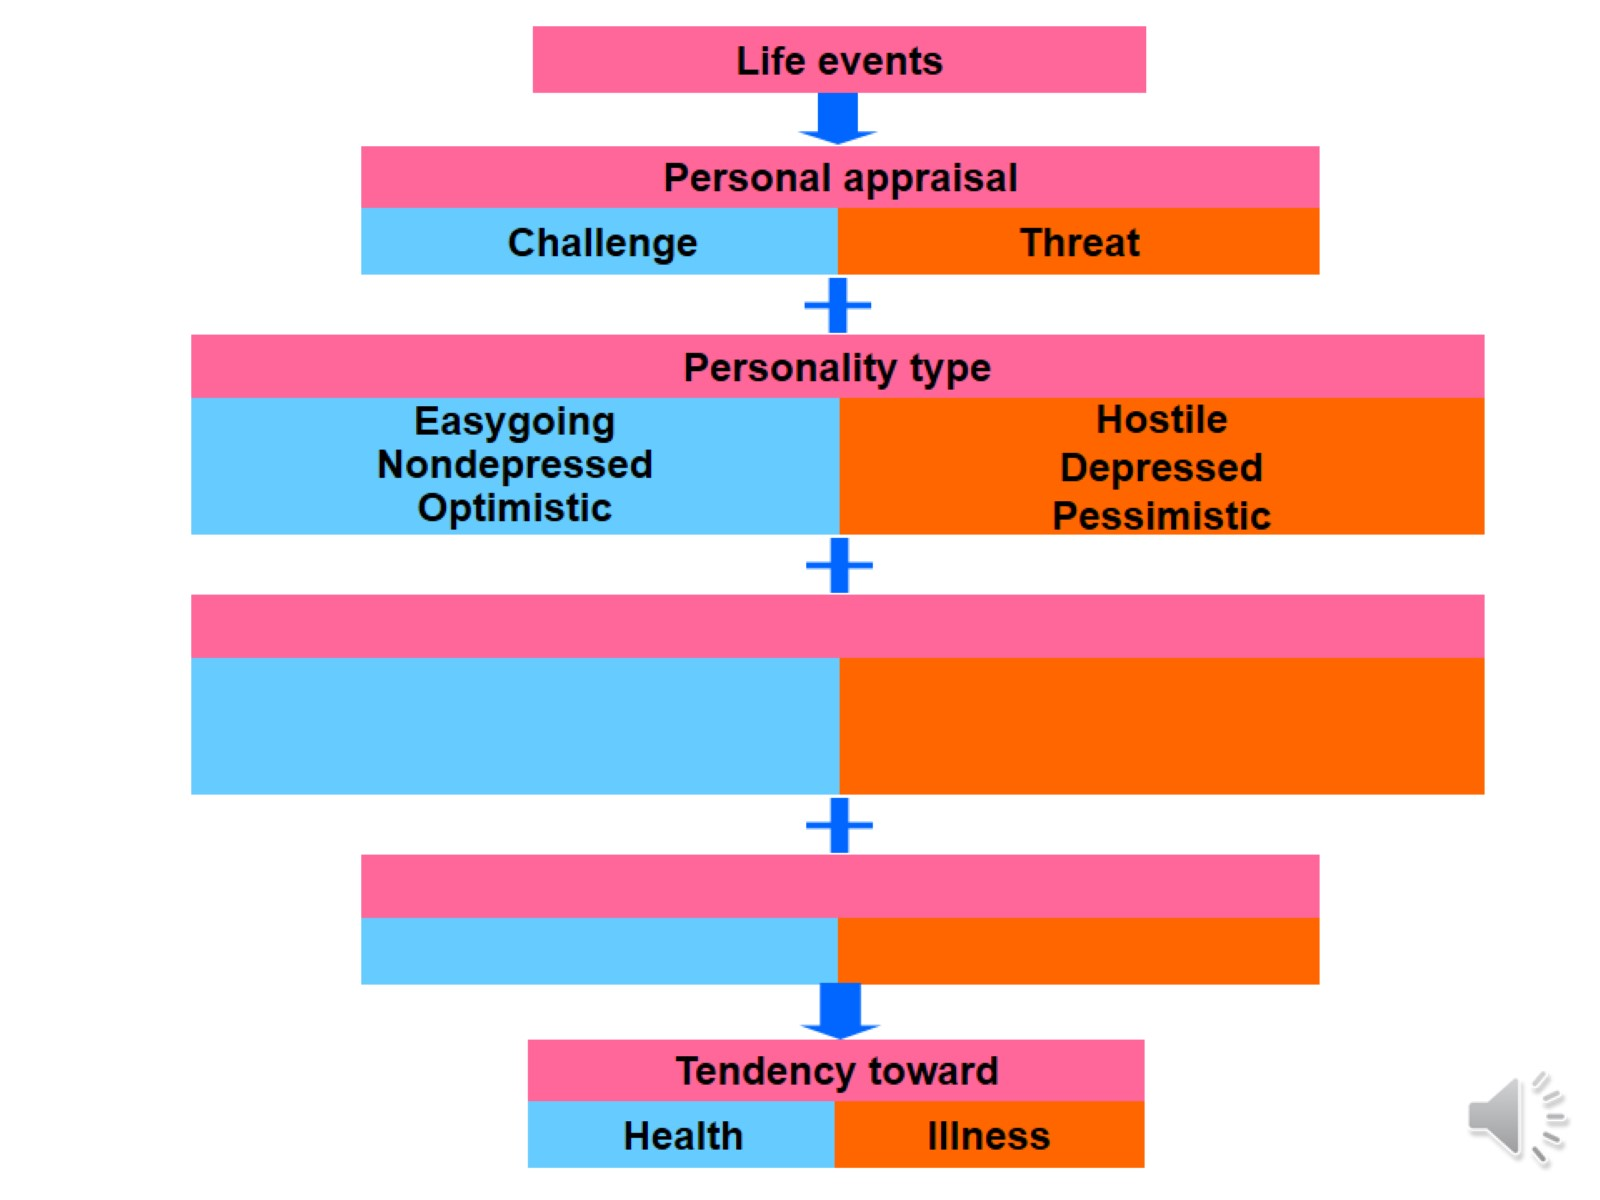 Life events
Personal appraisal
Challenge
Threat
Personality type
Easygoing
Nondepressed
Optimistic
Hostile
Depressed
Pessimistic
Tendency toward
Health
Illness